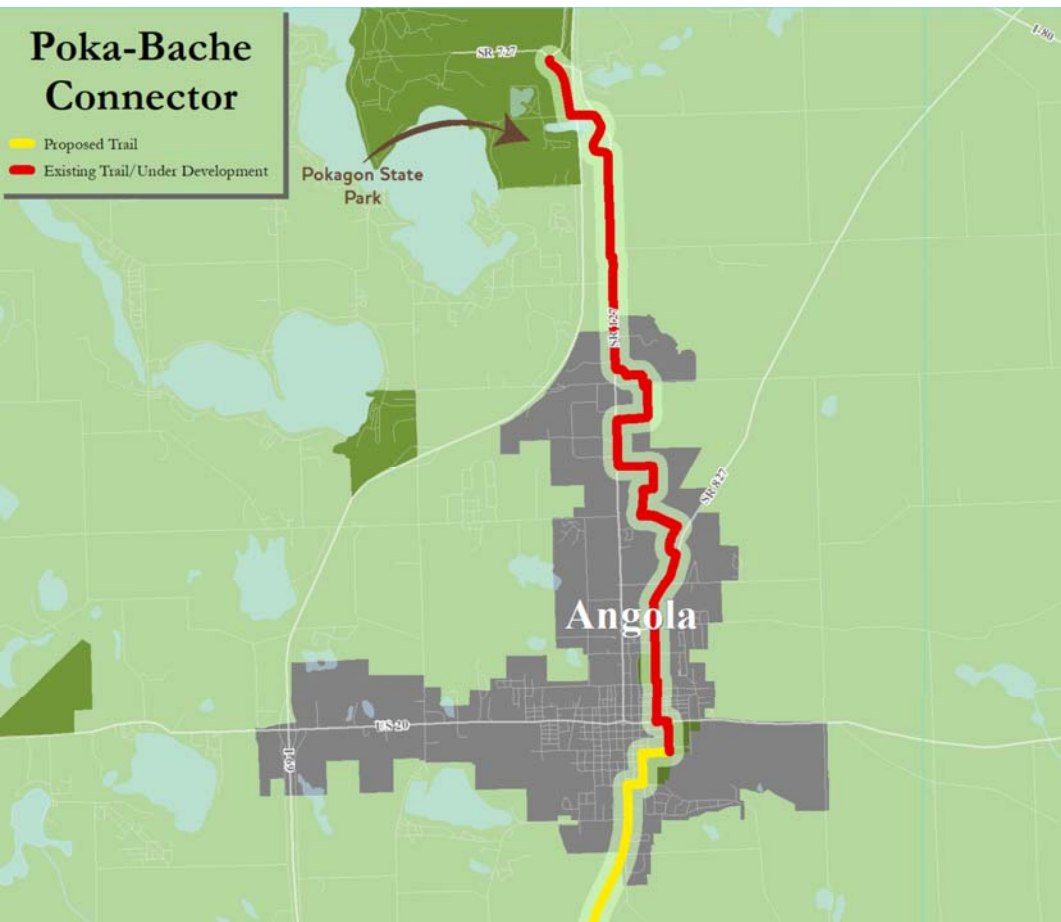 Poka-Bache
Connector
Proposed Trail
Existing Trail/Under Development
SR 727
I-80
Pokagon State
Park
SR 127
SR 827
Angola
US 20
I-69